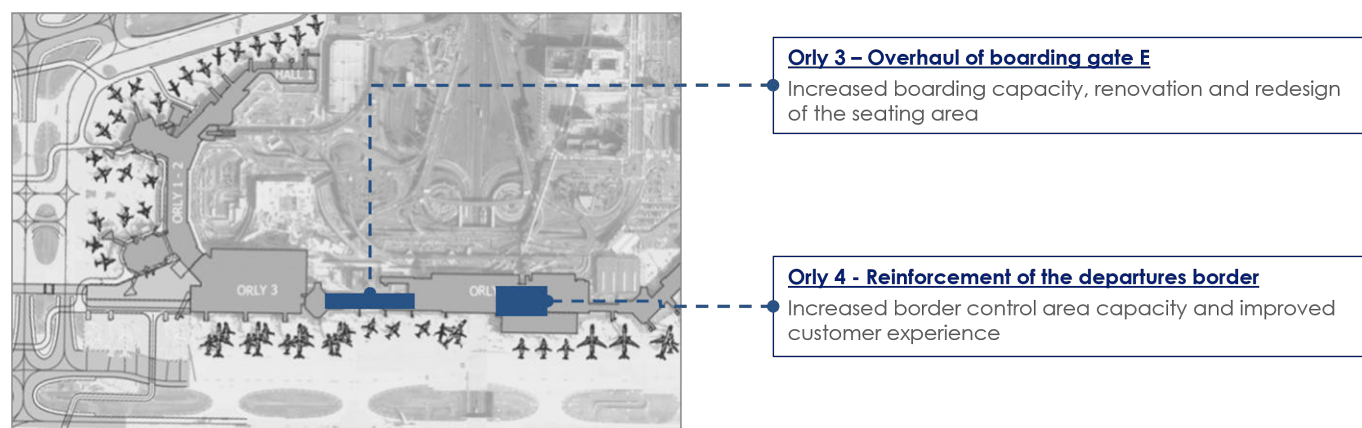 HALL 1
ORLY 1 - 2
ORLY 3
ORLY
Orly 3 – Overhaul of boarding gate E
Increased boarding capacity, renovation and redesign
of the seating area
Orly 4 - Reinforcement of the departures border
Increased border control area capacity and improved
customer experience